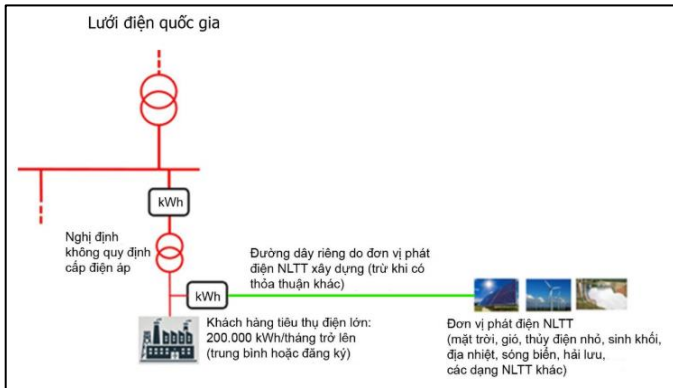 Lưới điện quốc gia
kWh
Nghị định
không quy định
cấp điện áp
Đường dây riêng do đơn vị phát
điện NLTT xây dựng (trừ khi có
thỏa thuận khác)
kWh
Khách hàng tiêu thụ điện lớn:
200.000 kWh/tháng trở lên
(trung bình hoặc đăng ký)
Đơn vị phát điện NLTT
(mặt trời, gió, thủy điện nhỏ, sinh khối,
địa nhiệt, sóng biển, hải lưu,
các dạng NLTT khác)